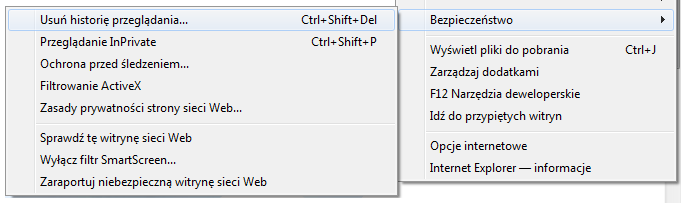 Usuń historię przeglądania... Ctrl+Shift+Del
Przeglądanie InPrivate Ctrl+Shift+P
Ochrona przed śledzeniem...
Filtrowanie ActiveX
Zasady prywatności strony sieci Web...
Sprawdź tę witrynę sieci Web
Wyłącz filtr SmartScreen...
Zaraportuj niebezpieczną witrynę sieci Web
Bezpieczeństwo
Wyświetl pliki do pobrania Ctrl+J
Zarządzaj dodatkami
F12 Narzędzia deweloperskie
Idź do przypiętych witryn
Opcje internetowe
Internet Explorer — informacje